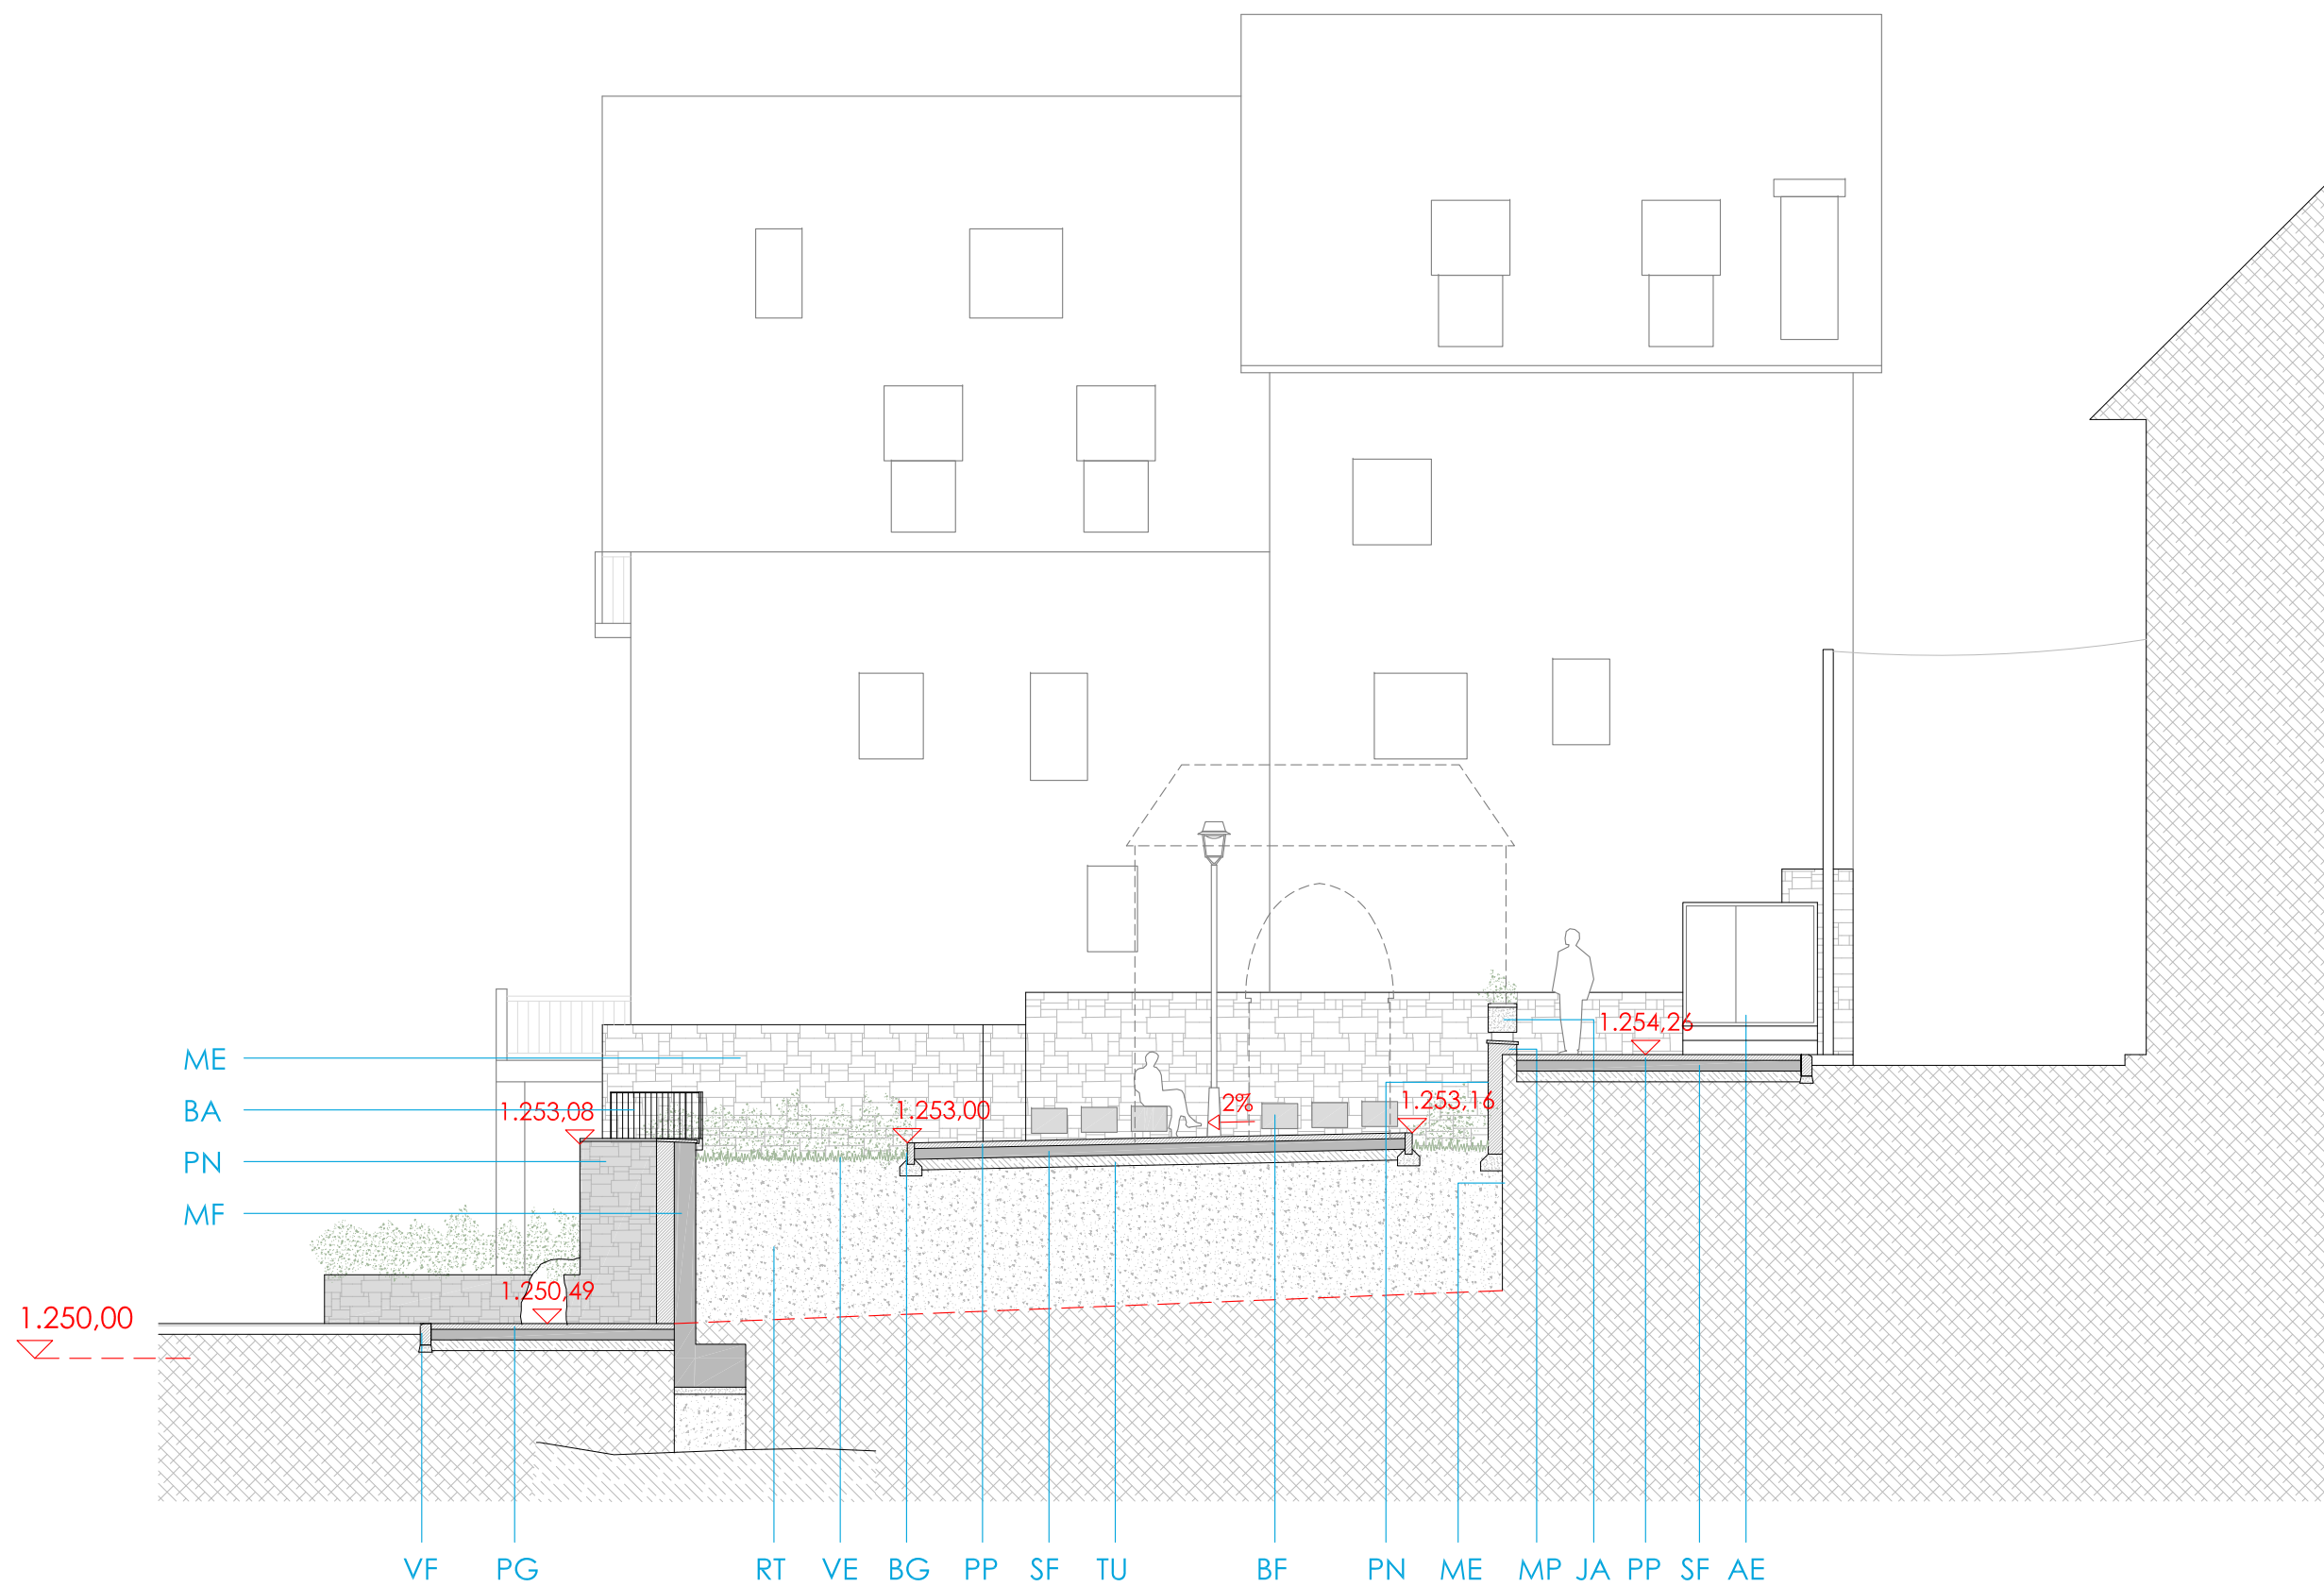 1.254,26
ME
BA
1.253,08
1.253,00
2%
1.253,16
PN
MF
1.250,49
1.250,00
VF PG RT VE BG PP SF TU BF PN ME MP JA PP SF AE